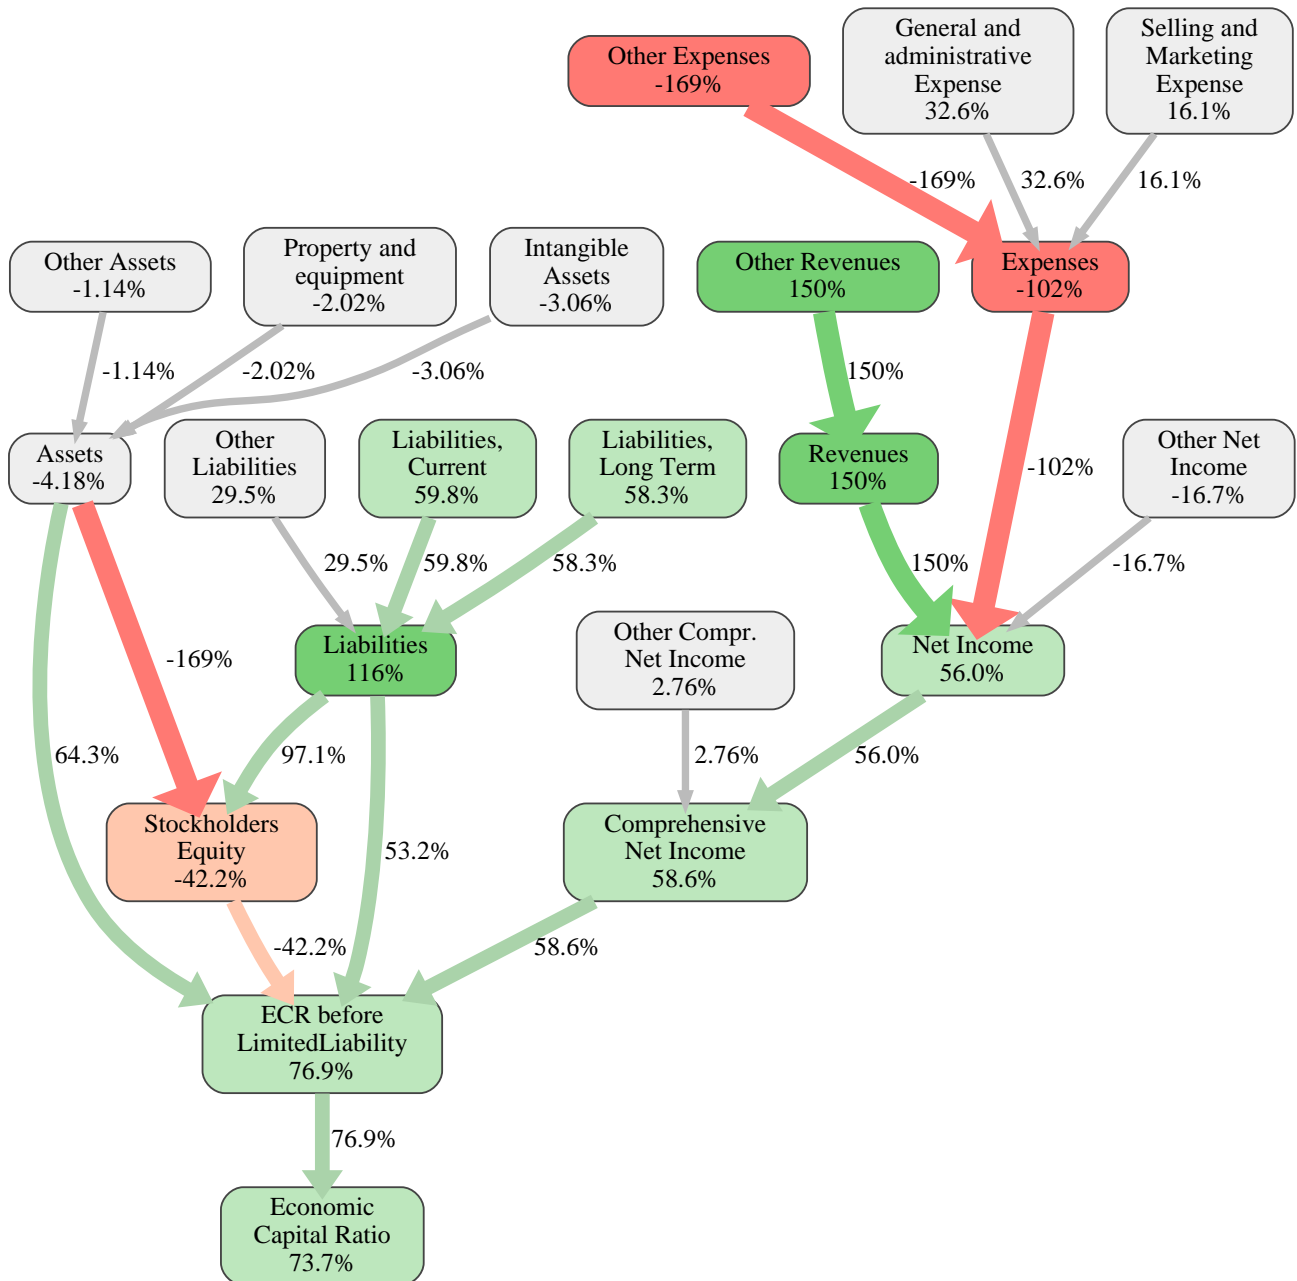 Other Expenses
-169%
General and
administrative
Expense
32.6%
Selling and
Marketing
Expense
16.1%
-169%
32.6%
16.1%
Other Assets
-1.14%
Property and
equipment
-2.02%
Intangible
Assets
-3.06%
Other Revenues
150%
Expenses
-102%
-1.14%
-2.02%
-3.06%
150%
Assets
-4.18%
Other
Liabilities
29.5%
Liabilities,
Current
59.8%
Liabilities,
Long Term
58.3%
Revenues
150%
-102%
Other Net
Income
-16.7%
29.5%
59.8%
58.3%
150%
-16.7%
-169%
Liabilities
116%
Other Compr.
Net Income
2.76%
Net Income
56.0%
64.3%
97.1%
2.76%
56.0%
Stockholders
Equity
-42.2%
53.2%
Comprehensive
Net Income
58.6%
-42.2%
58.6%
ECR before
LimitedLiability
76.9%
76.9%
Economic
Capital Ratio
73.7%